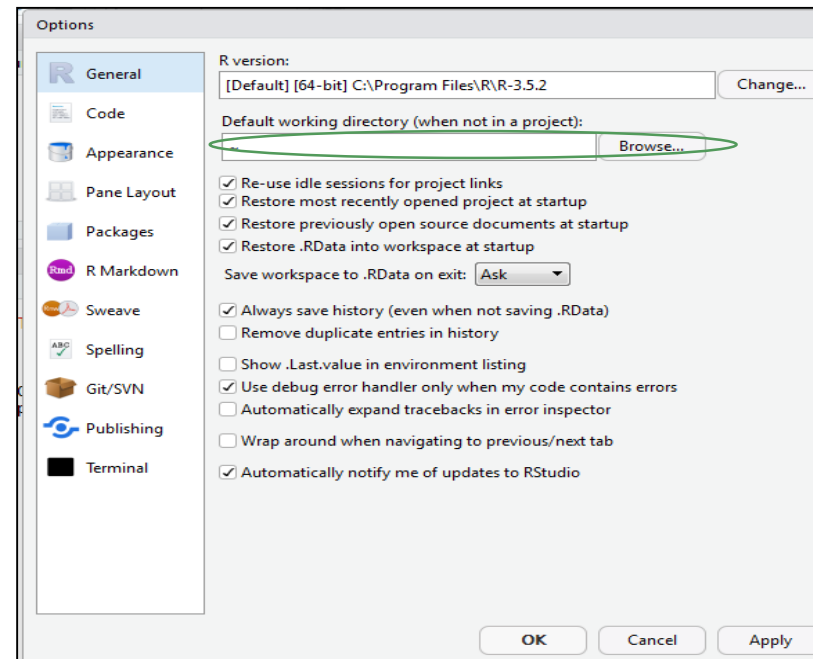 Options
General
Code
Appearance
Pane Layout
Packages
Rmd R Markdown
Sweave
ABC Spelling
Git/SVN
Publishing
Terminal
R version:
[Default] [64-bit] C:\Program Files\R\R-3.5.2
Change...
Default working directory (when not in a project):
~
Browse...
Re-use idle sessions for project links
Restore most recently opened project at startup
Restore previously open source documents at startup
Restore .RData into workspace at startup
Save workspace to .RData on exit: Ask
Always save history (even when not saving .RData)
Remove duplicate entries in history
Show .Last.value in environment listing
Use debug error handler only when my code contains errors
Automatically expand tracebacks in error inspector
Wrap around when navigating to previous/next tab
Automatically notify me of updates to RStudio
OK Cancel Apply